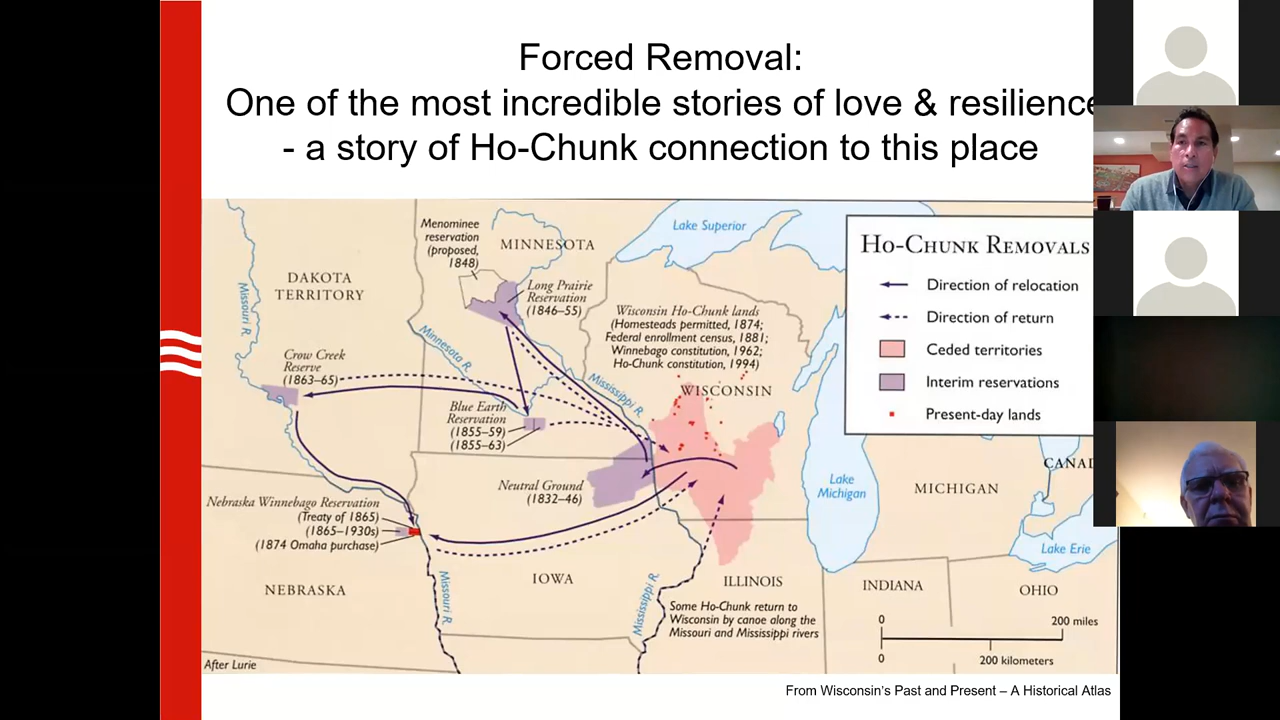 Forced Removal:
One of the most incredible stories of love & resilience
- a story of Ho-Chunk connection to this place
Menominee
reservation
(proposed,
1848)
MINNESOTA
Lake Superior
HO-CHUNK REMOVALS
Direction of relocation
Direction of return
Ceded territories
Interim reservations
Present-day lands
DAKOTA
TERRITORY
Missouri R.
Long Prairie
Reservation
(1846–55)
Wisconsin Ho-Chunk lands
(Homesteads permitted, 1874;
Federal enrollment census, 1881;
Winnebago constitution, 1962;
Ho-Chunk constitution, 1994)
Minnesota R.
Crow Creek
Reserve
(1863–65)
Mississippi R.
WISCONSIN
Blue Earth
Reservation
(1855–59)
(1855–63)
Neutral Ground
(1832–46)
Lake
Michigan
MICHIGAN
CANAD
Nebraska Winnebago Reservation
(Treaty of 1865)
(1865–1930s)
(1874 Omaha purchase)
Lake Erie
NEBRASKA
Missouri R.
IOWA
Mississippi R.
ILLINOIS
INDIANA
OHIO
Some Ho-Chunk return to
Wisconsin by canoe along the
Missouri and Mississippi rivers
0
200 miles
0
200 kilometers
After Lurie
From Wisconsin's Past and Present – A Historical Atlas